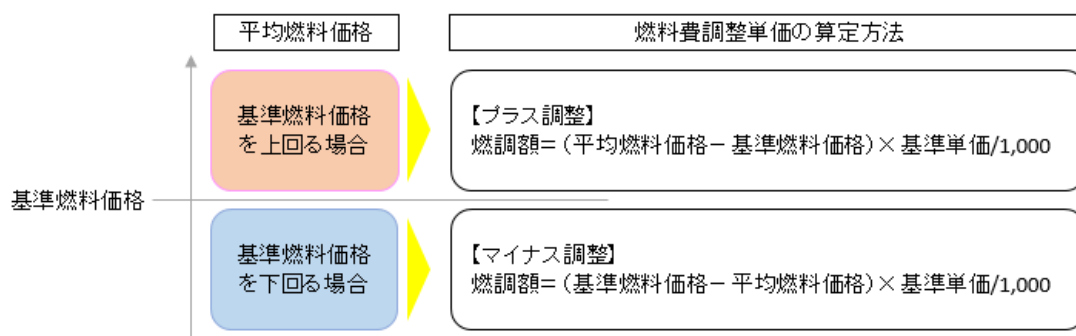 平均燃料価格
燃料費調整単価の算定方法
基準燃料価格
を上回る場合
【プラス調整】
燃調額=(平均燃料価格-基準燃料価格)×基準単価/1,000
基準燃料価格
基準燃料価格
を下回る場合
【マイナス調整】
燃調額=(基準燃料価格-平均燃料価格)×基準単価/1,000